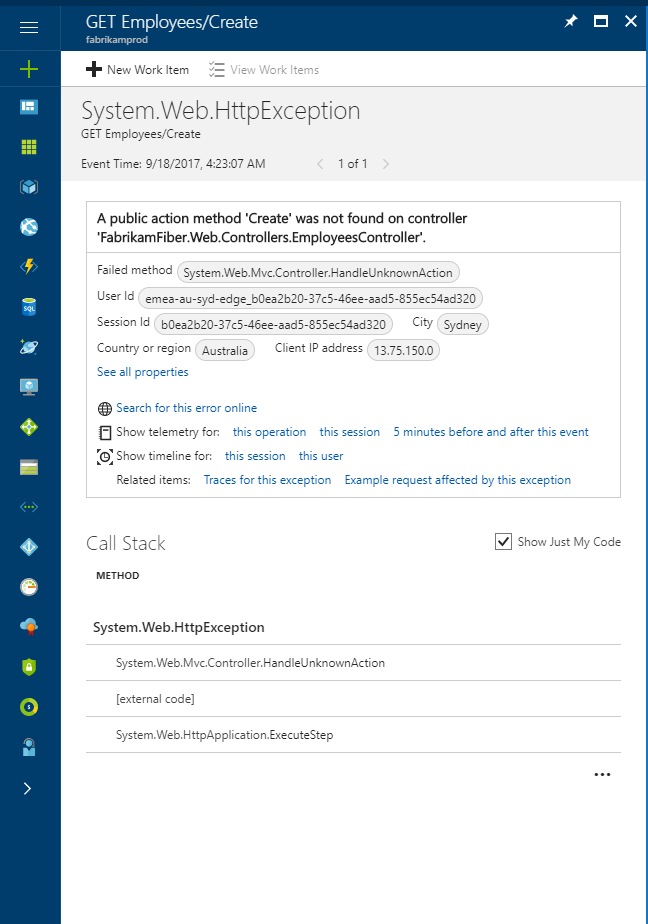 GET Employees/Create
fabrikamprod
New Work Item View Work Items
System.Web.HttpException
GET Employees/Create
Event Time: 9/18/2017, 4:23:07 AM 1 of 1
A public action method 'Create' was not found on controller
'FabrikamFiber.Web.Controllers.EmployeesController'.
Failed method System.Web.Mvc.Controller.HandleUnknownAction
User Id emea-au-syd-edge_b0ea2b20-37c5-46ee-aad5-855ec54ad320
Session Id b0ea2b20-37c5-46ee-aad5-855ec54ad320 City Sydney
Country or region Australia Client IP address 13.75.150.0
See all properties
Search for this error online
Show telemetry for: this operation this session 5 minutes before and after this event
Show timeline for: this session this user
Related items: Traces for this exception Example request affected by this exception
Call Stack Show Just My Code
METHOD
System.Web.HttpException
System.Web.Mvc.Controller.HandleUnknownAction
[external code]
System.Web.HttpApplication.ExecuteStep
SQL